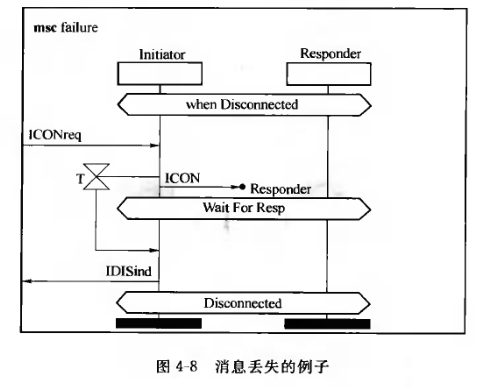 msc failure
Initiator
Responder
when Disconnected
ICONreq
T
ICON
Responder
Wait For Resp
IDISind
Disconnected
图 4-8 消息丢失的例子